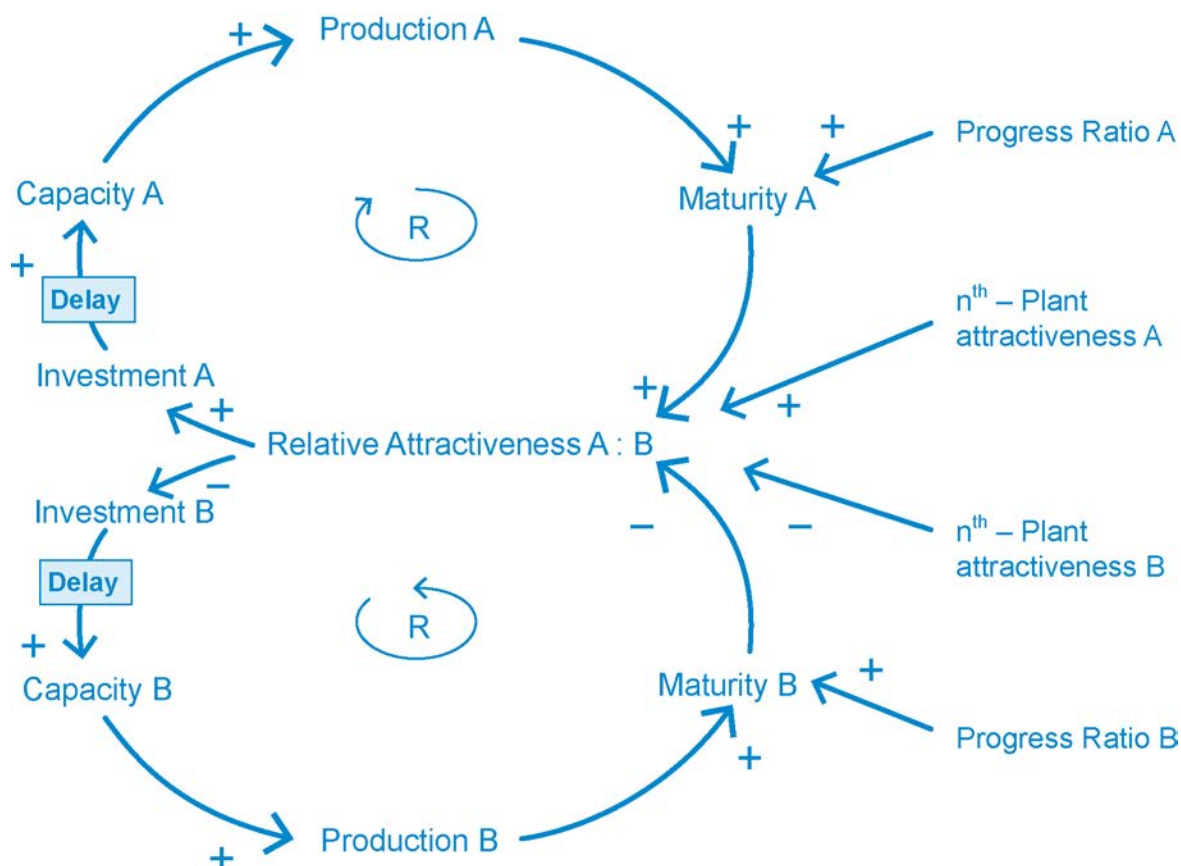 Production A
+
+
+
Progress Ratio A
Capacity A
Maturity A
R
+
Delay
nth – Plant
attractiveness A
Investment A
+
+
+
Relative Attractiveness A : B
–
Investment B
–
–
nth – Plant
attractiveness B
Delay
R
+
+
Capacity B
Maturity B
Progress Ratio B
+
Production B
+